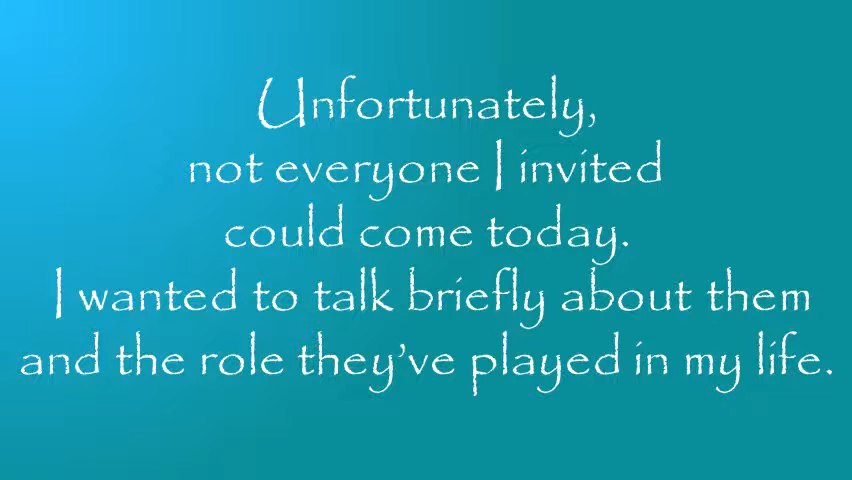 Unfortunately,
not everyone I invited
could come today.
I wanted to talk briefly about them
and the role they’ve played in my life.